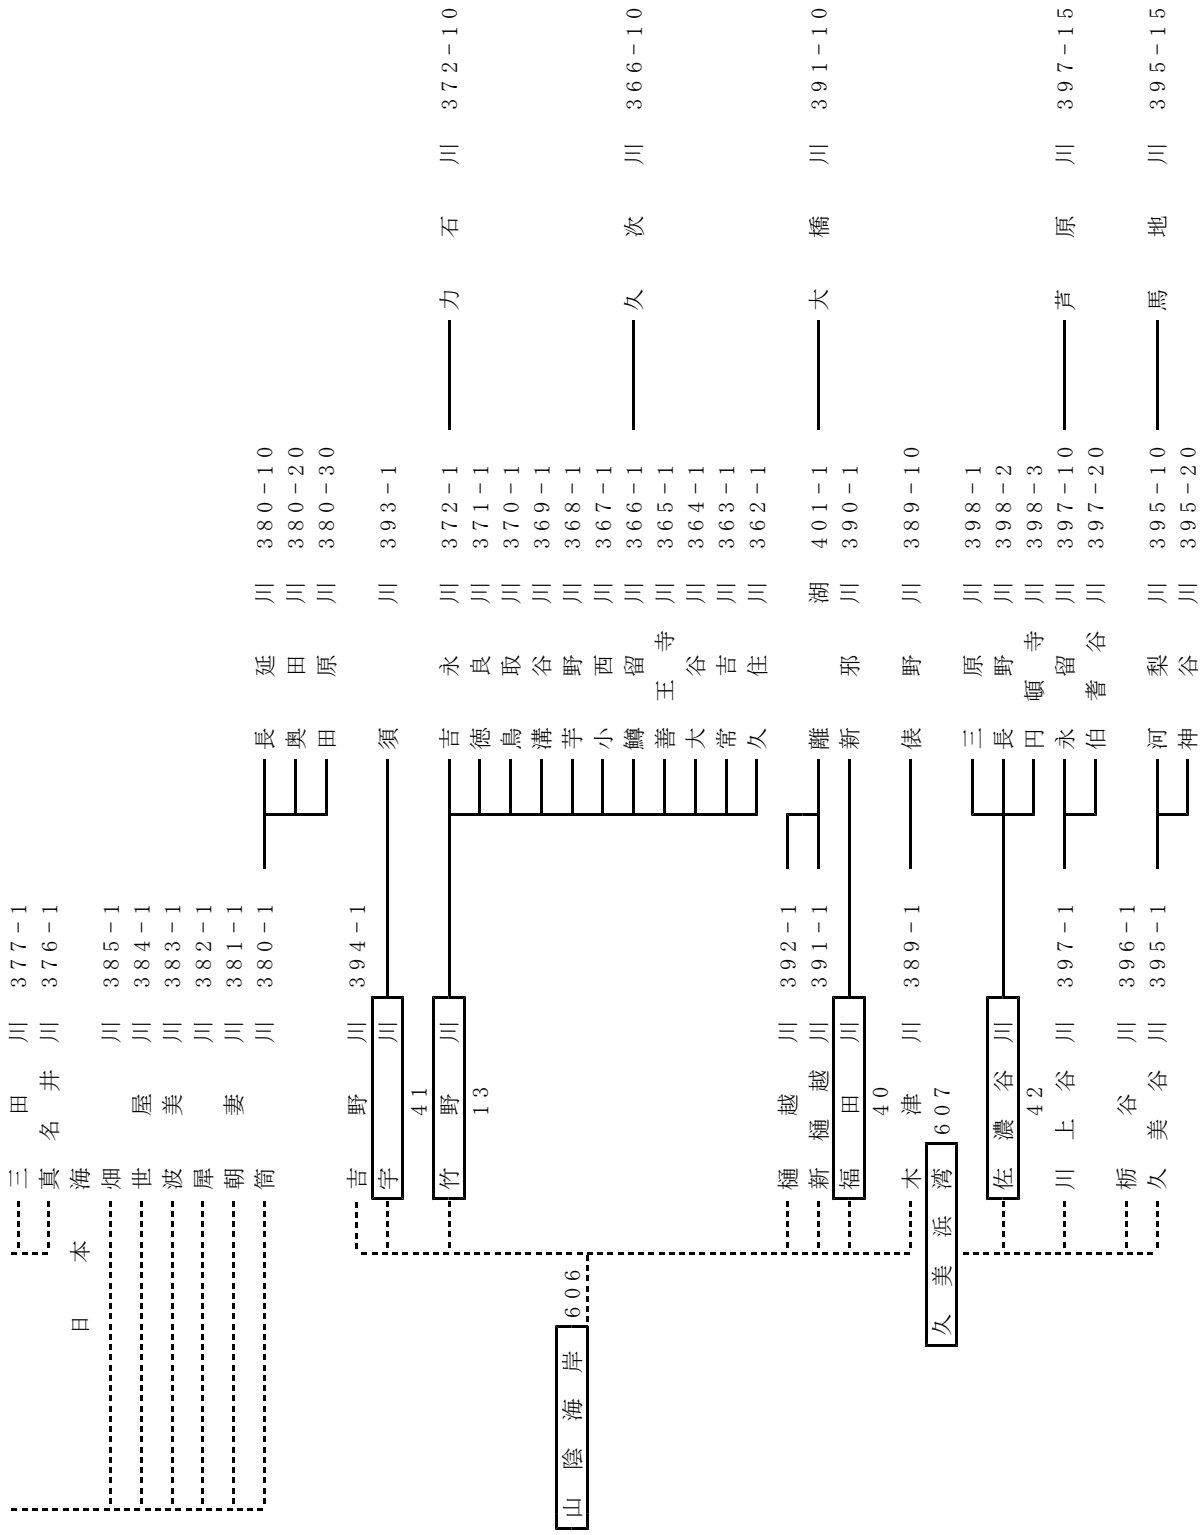 三田川 377-1
真名井川 376-1
日本海
畑川 385-1
世屋川 384-1
波美川 383-1
犀川 382-1
朝妻川 381-1
筒川 380-1 長延川 380-10
奥田川 380-20
田原川 380-30
吉野川 394-1
宇川 須川 393-1
41
竹野川 吉永川 372-1 力石川 372-10
13 徳良川 371-1
鳥取川 370-1
溝谷川 369-1
山陰海岸 606 芋野川 368-1
小西川 367-1
鱒留川 366-1 久次川 366-10
善王寺川 365-1
大谷川 364-1
常吉川 363-1
久住川 362-1
樋越川 392-1
新樋越川 391-1 離湖 401-1 大橋川 391-10
福田川 新邪川 390-1
40
木津川 389-1 俵野川 389-10
久美浜湾 607
三原川 398-1
佐濃谷川 長野川 398-2
42 円頓寺川 398-3
川上谷川 397-1 永留川 397-10 芦原川 397-15
伯耆谷川 397-20
栃谷川 396-1
久美谷川 395-1 河梨川 395-10 馬地川 395-15
神谷川 395-20